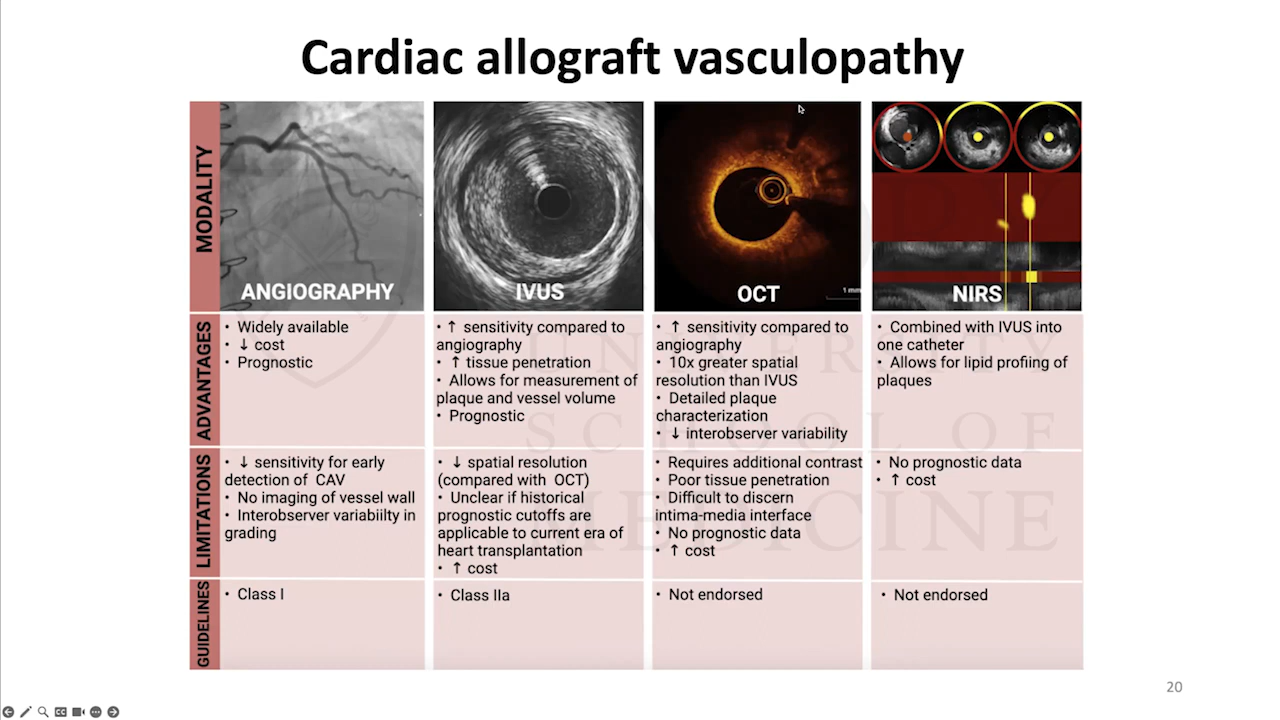 Cardiac allograft vasculopathy
MODALITY
ANGIOGRAPHY
IVUS
OCT
1 mm
NIRS
ADVANTAGES
• Widely available
• ↓ cost
• Prognostic
• ↑ sensitivity compared to
angiography
• ↑ tissue penetration
• Allows for measurement of
plaque and vessel volume
• Prognostic
• ↑ sensitivity compared to
angiography
• 10x greater spatial
resolution than IVUS
• Detailed plaque
characterization
• ↓ interobserver variability
• Combined with IVUS into
one catheter
• Allows for lipid profiing of
plaques
LIMITATIONS
• ↓ sensitivity for early
detection of CAV
• No imaging of vessel wall
• Interobserver variabiilty in
grading
• ↓ spatial resolution
(compared with OCT)
• Unclear if historical
prognostic cutoffs are
applicable to current era of
heart transplantation
• ↑ cost
• Requires additional contrast
• Poor tissue penetration
• Difficult to discern
intima-media interface
• No prognostic data
• ↑ cost
• No prognostic data
• ↑ cost
GUIDELINES
• Class I
• Class IIa
• Not endorsed
• Not endorsed
UNIVERSITY
SCHOOL OF
MEDICINE
20
CC